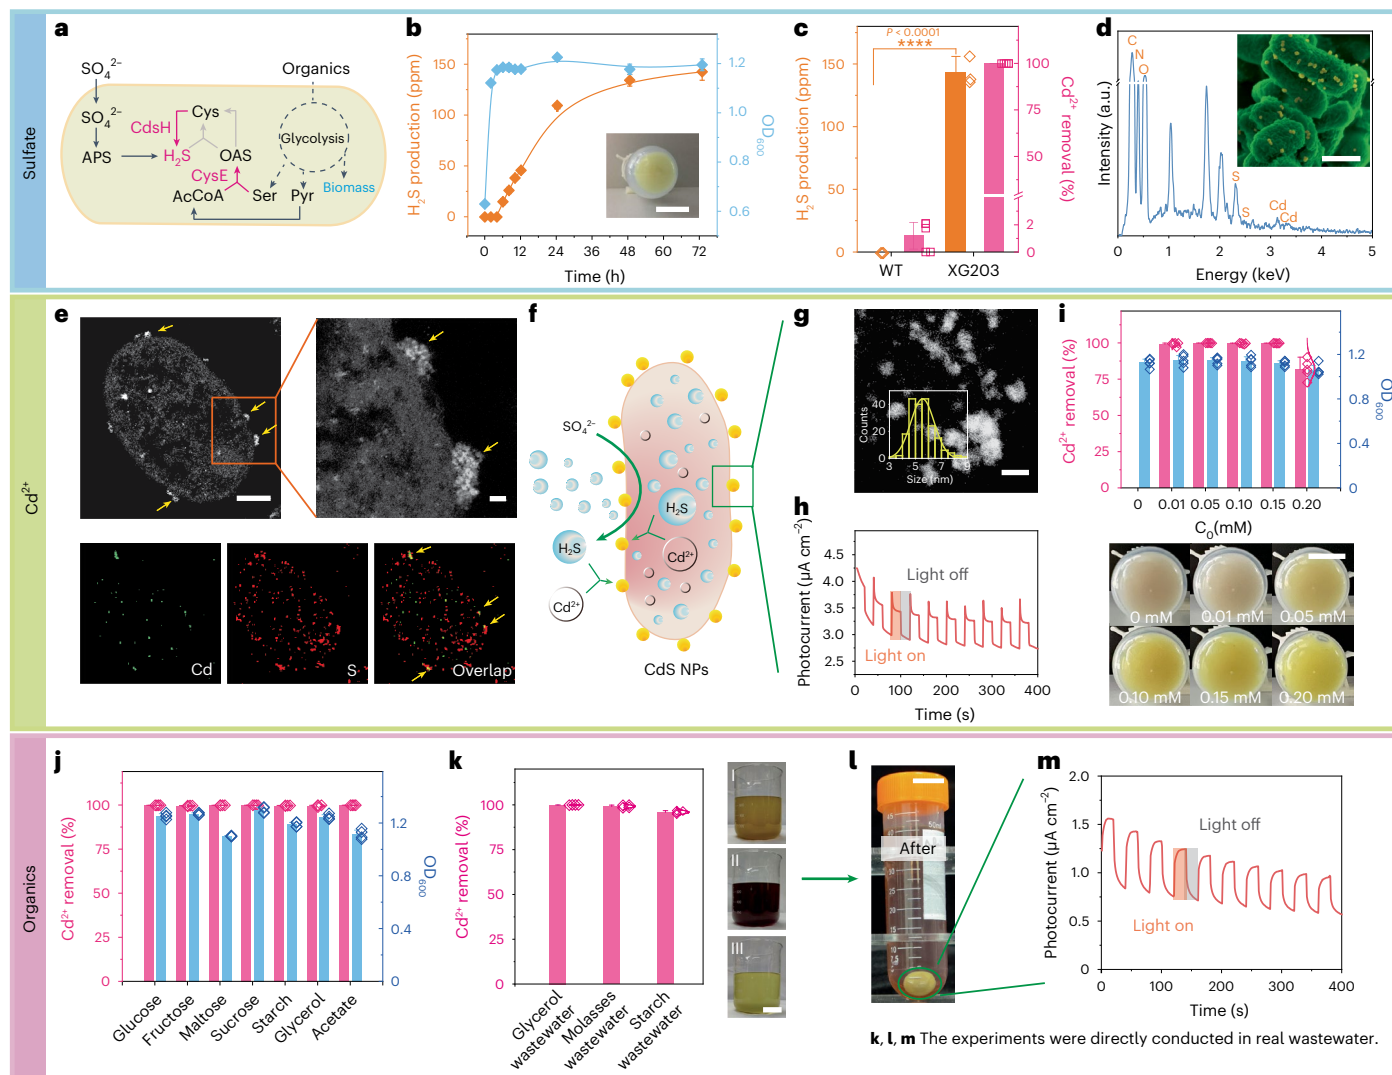 Sulfate
Cd2+
Organics
a
SO4 2−
SO4 2−
APS
CdsH
Cys
H2S
OAS
CysE
AcCoA
Ser
Pyr
Organics
Glycolysis
Biomass
b
H2S production (ppm)
150
100
50
0
0 12 24 36 48 60 72
Time (h)
1.2
1.0
0.8
0.6
OD600
c
P < 0.0001
****
H2S production (ppm)
150
100
50
0
WT XG203
100
75
50
2
0
Cd2+ removal (%)
d
Intensity (a.u.)
C
N
O
S
S
Cd
Cd
0 1 2 3 4 5
Energy (keV)
e
Cd
S
Overlap
f
SO4 2−
H2S
H2S
Cd2+
Cd2+
CdS NPs
g
Counts
40
20
0
3 5 7 9
Size (nm)
h
Photocurrent (µA cm−2)
4.5
4.0
3.5
3.0
2.5
Light off
Light on
0 100 200 300 400
Time (s)
i
Cd2+ removal (%)
100
75
50
25
0
0 0.01 0.05 0.10 0.15 0.20
C0(mM)
1.2
0.8
0.4
0
OD600
0 mM
0.01 mM
0.05 mM
0.10 mM
0.15 mM
0.20 mM
j
Cd2+ removal (%)
100
75
50
25
0
Glucose
Fructose
Maltose
Sucrose
Starch
Glycerol
Acetate
1.2
0.8
0.4
0
OD600
k
Cd2+ removal (%)
100
75
50
25
0
Glycerol
wastewater
Molasses
wastewater
Starch
wastewater
I
II
III
l
After
m
Photocurrent (µA cm−2)
2.0
1.5
1.0
0.5
0
Light off
Light on
0 100 200 300 400
Time (s)
k, l, m The experiments were directly conducted in real wastewater.